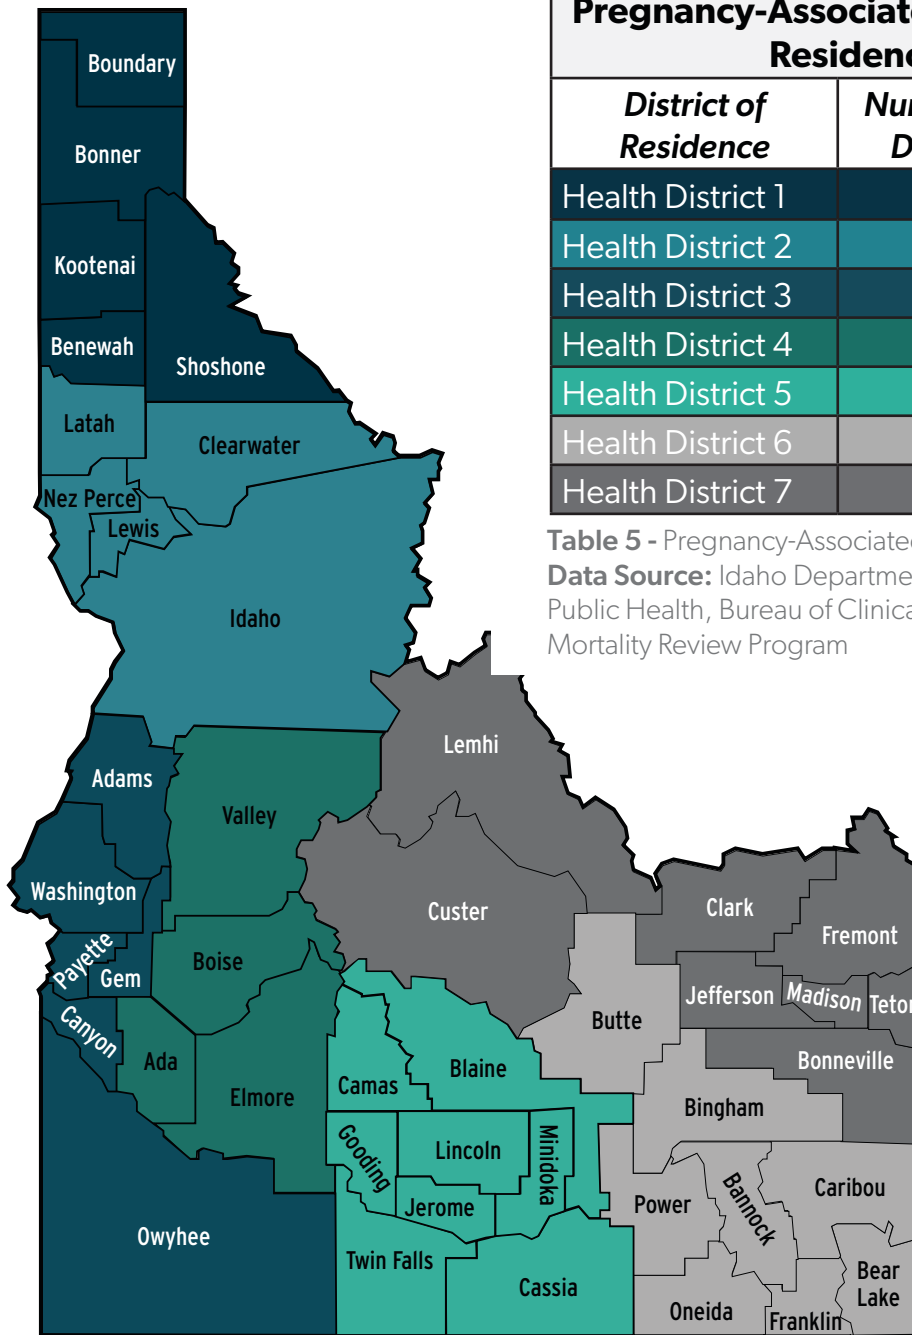 Pregnancy-Associate
Residenc
District of
Residence
Nur
D
Health District 1
Health District 2
Health District 3
Health District 4
Health District 5
Health District 6
Health District 7
Table 5 - Pregnancy-Associated
Data Source: Idaho Departme
Public Health, Bureau of Clinica
Mortality Review Program
Boundary
Bonner
Kootenai
Benewah
Shoshone
Latah
Clearwater
Nez Perce
Lewis
Idaho
Lemhi
Adams
Valley
Washington
Custer
Clark
Fremont
Payette
Gem
Boise
Jefferson
Madison
Teton
Canyon
Butte
Ada
Blaine
Bonneville
Camas
Elmore
Bingham
Gooding
Lincoln
Minidoka
Jerome
Power
Bannock
Caribou
Owyhee
Twin Falls
Cassia
Bear
Lake
Oneida
Franklin